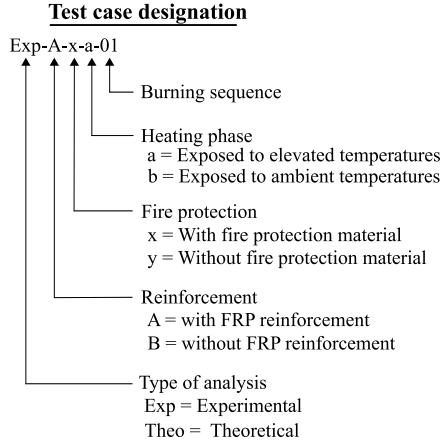 Test case designation
Exp-A-x-a-01
Burning sequence
Heating phase
a = Exposed to elevated temperatures
b = Exposed to ambient temperatures
Fire protection
x = With fire protection material
y = Without fire protection material
Reinforcement
A = with FRP reinforcement
B = without FRP reinforcement
Type of analysis
Exp = Experimental
Theo = Theoretical